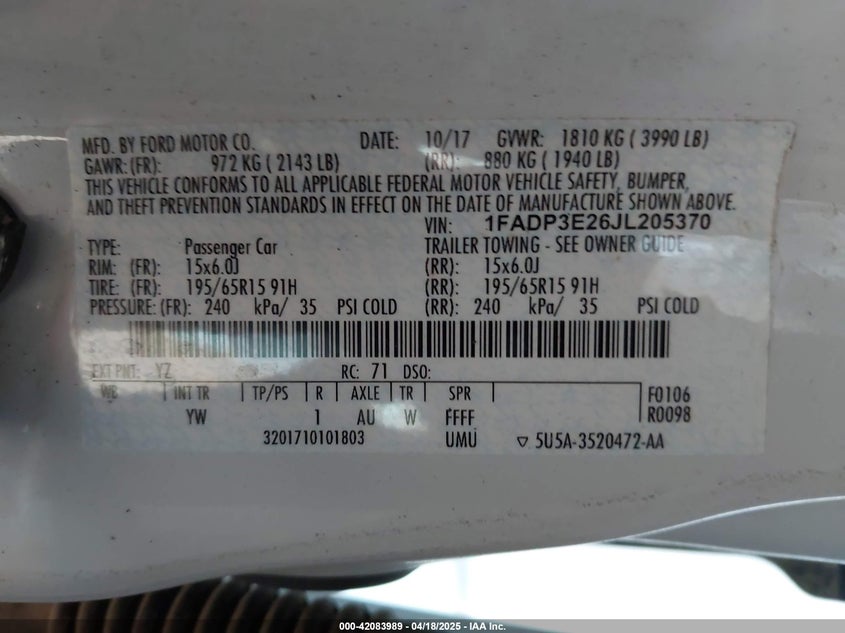 MFD. BY FORD MOTOR CO. DATE: 10/17 GVWR: 1810 KG ( 3990 LB)
GAWR: (FR): 972 KG ( 2143 LB) (RR): 880 KG ( 1940 LB)
THIS VEHICLE CONFORMS TO ALL APPLICABLE FEDERAL MOTOR VEHICLE SAFETY, BUMPER,
AND THEFT PREVENTION STANDARDS IN EFFECT ON THE DATE OF MANUFACTURE SHOWN ABOVE.
VIN: 1FADP3E26JL205370
TYPE: Passenger Car TRAILER TOWING - SEE OWNER GUIDE
RIM: (FR): 15x6.0J (RR): 15x6.0J
TIRE: (FR): 195/65R15 91H (RR): 195/65R15 91H
PRESSURE: (FR): 240 kPa/ 35 PSI COLD (RR): 240 kPa/ 35 PSI COLD
EXT PNT: YZ RC: 71 DSO:
WB INT TR TP/PS R AXLE TR SPR F0106
YW 1 AU W FFFF R0098
3201710101803 UMU ▽ 5U5A-3520472-AA
000-42083989 - 04/18/2025 - IAA Inc.